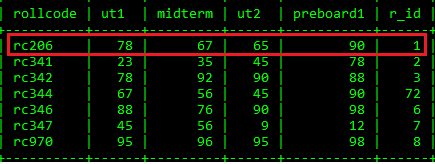 rollcode | ut1 | midterm | ut2 | preboard1 | r_id
rc206 | 78 | 67 | 65 | 90 | 1
rc341 | 23 | 35 | 45 | 78 | 2
rc342 | 78 | 92 | 90 | 88 | 3
rc344 | 67 | 56 | 45 | 90 | 72
rc346 | 88 | 76 | 90 | 98 | 6
rc347 | 45 | 56 | 9 | 12 | 7
rc970 | 95 | 96 | 95 | 98 | 8